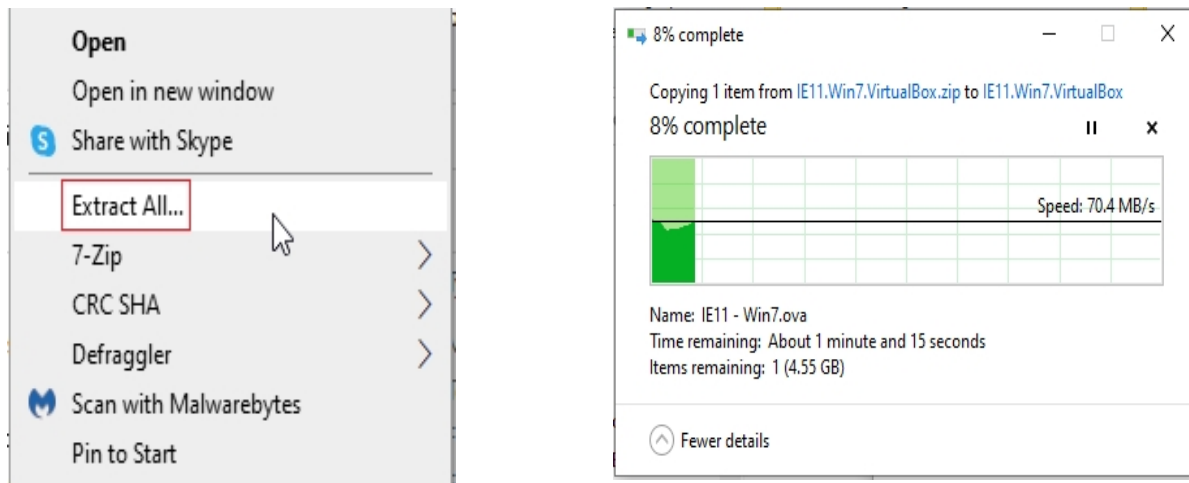 Open
Open in new window
S Share with Skype
Extract All...
7-Zip
CRC SHA
Defraggler
Scan with Malwarebytes
Pin to Start
8% complete
Copying 1 item from IE11.Win7.VirtualBox.zip to IE11.Win7.VirtualBox
8% complete
Speed: 70.4 MB/s
Name: IE11 - Win7.ova
Time remaining: About 1 minute and 15 seconds
Items remaining: 1 (4.55 GB)
Fewer details